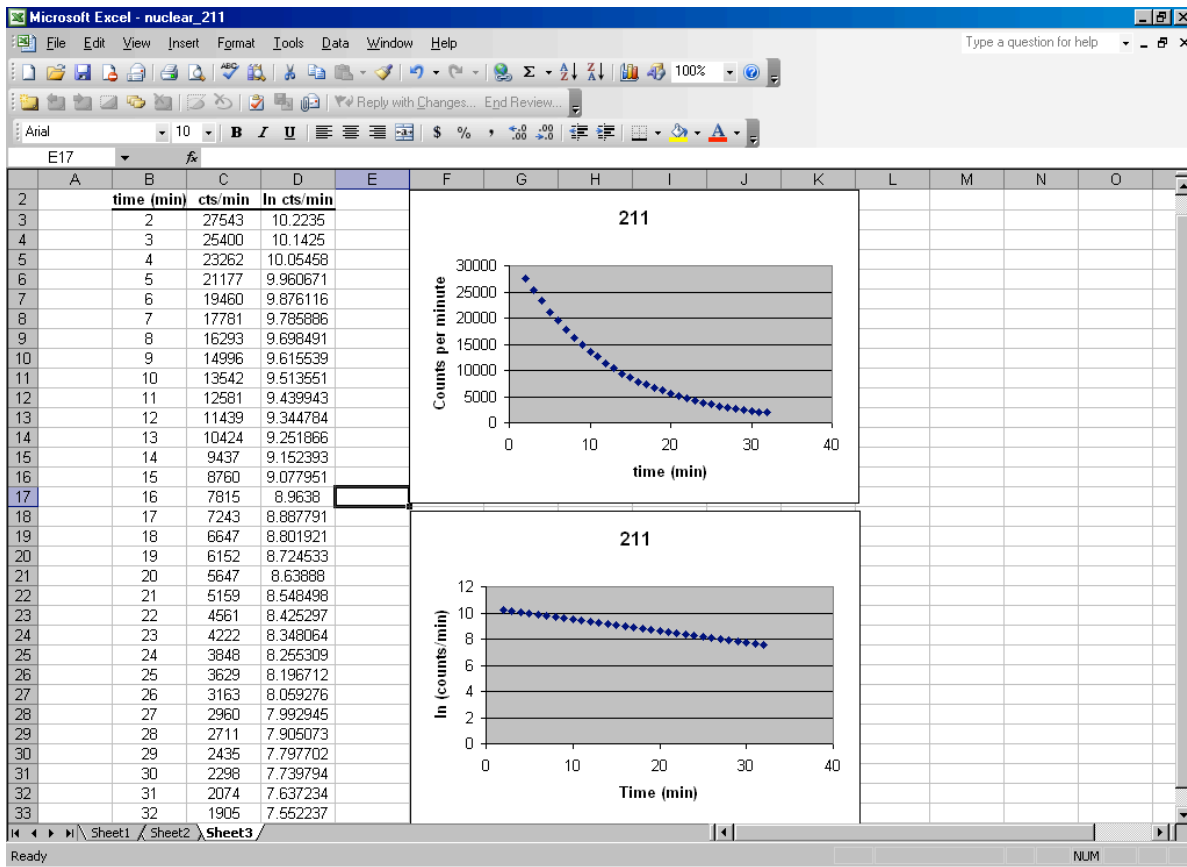 Microsoft Excel - nuclear_211
File Edit View Insert Format Tools Data Window Help Type a question for help
100%
Reply with Changes... End Review...
Arial 10 B I U $ % ,
E17 fx
A B C D E F G H I J K L M N O
2 time (min) cts/min ln cts/min
3 2 27543 10.2235
4 3 25400 10.1425
5 4 23262 10.05458
6 5 21177 9.960671
7 6 19460 9.876116
8 7 17781 9.785886
9 8 16293 9.698491
10 9 14996 9.615539
11 10 13542 9.513551
12 11 12581 9.439943
13 12 11439 9.344784
14 13 10424 9.251866
15 14 9437 9.152393
16 15 8760 9.077951
17 16 7815 8.9638
18 17 7243 8.887791
19 18 6647 8.801921
20 19 6152 8.724533
21 20 5647 8.63888
22 21 5159 8.548498
23 22 4561 8.425297
24 23 4222 8.348064
25 24 3848 8.255309
26 25 3629 8.196712
27 26 3163 8.059276
28 27 2960 7.992945
29 28 2711 7.905073
30 29 2435 7.797702
31 30 2298 7.739794
32 31 2074 7.637234
33 32 1905 7.552237
211
Counts per minute
30000
25000
20000
15000
10000
5000
0
0 10 20 30 40
time (min)
211
ln (counts/min)
12
10
8
6
4
2
0
0 10 20 30 40
Time (min)
Sheet1 Sheet2 Sheet3
Ready NUM